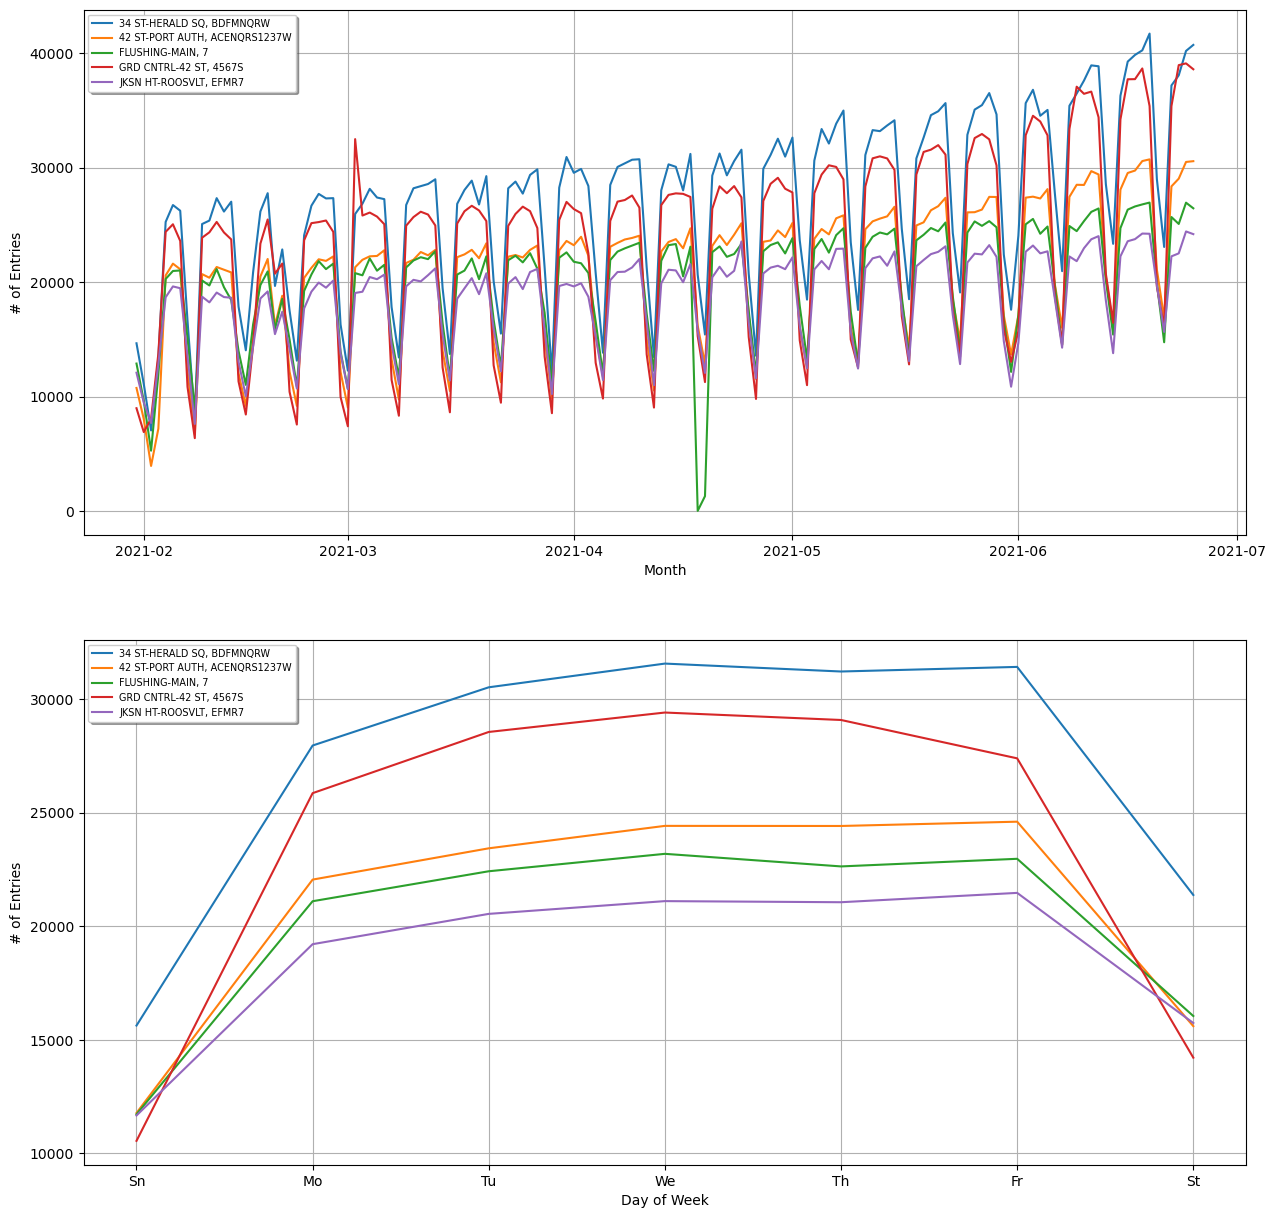 34 ST-HERALD SQ, BDFMNQRW
42 ST-PORT AUTH, ACENQRS1237W
FLUSHING-MAIN, 7
GRD CNTRL-42 ST, 4567S
JKSN HT-ROOSVLT, EFMR7
# of Entries
40000
30000
20000
10000
0
2021-02 2021-03 2021-04 2021-05 2021-06 2021-07
Month
34 ST-HERALD SQ, BDFMNQRW
42 ST-PORT AUTH, ACENQRS1237W
FLUSHING-MAIN, 7
GRD CNTRL-42 ST, 4567S
JKSN HT-ROOSVLT, EFMR7
# of Entries
30000
25000
20000
15000
10000
Sn Mo Tu We Th Fr St
Day of Week